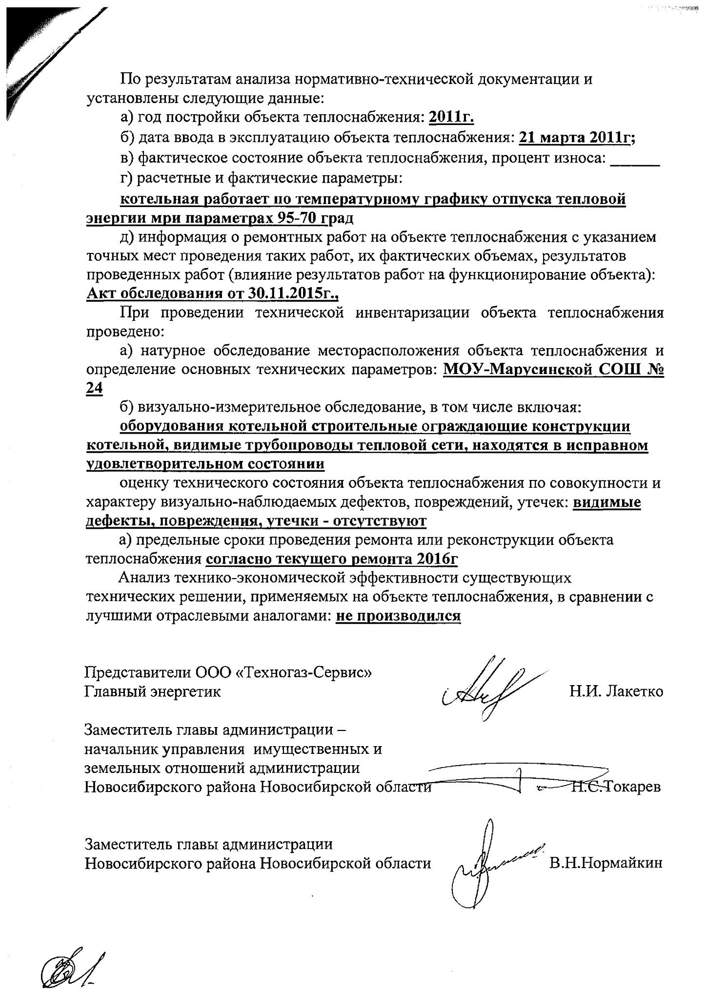 По результатам анализа нормативно-технической документации и
установлены следующие данные:
а) год постройки объекта теплоснабжения: 2011г.
б) дата ввода в эксплуатацию объекта теплоснабжения: 21 марта 2011г;
в) фактическое состояние объекта теплоснабжения, процент износа: ______
г) расчетные и фактические параметры:
котельная работает по температурному графику отпуска тепловой
энергии мри параметрах 95-70 град
д) информация о ремонтных работ на объекте теплоснабжения с указанием
точных мест проведения таких работ, их фактических объемах, результатов
проведенных работ (влияние результатов работ на функционирование объекта):
Акт обследования от 30.11.2015г.,
При проведении технической инвентаризации объекта теплоснабжения
проведено:
а) натурное обследование месторасположения объекта теплоснабжения и
определение основных технических параметров: МОУ-Марусинской СОШ №
24
б) визуально-измерительное обследование, в том числе включая:
оборудования котельной строительные ограждающие конструкции
котельной, видимые трубопроводы тепловой сети, находятся в исправном
удовлетворительном состоянии
оценку технического состояния объекта теплоснабжения по совокупности и
характеру визуально-наблюдаемых дефектов, повреждений, утечек: видимые
дефекты, повреждения, утечки - отсутствуют
а) предельные сроки проведения ремонта или реконструкции объекта
теплоснабжения согласно текущего ремонта 2016г
Анализ технико-экономической эффективности существующих
технических решении, применяемых на объекте теплоснабжения, в сравнении с
лучшими отраслевыми аналогами: не производился
Представители ООО «Техногаз-Сервис»
Главный энергетик Н.И. Лакетко
Заместитель главы администрации –
начальник управления имущественных и
земельных отношений администрации
Новосибирского района Новосибирской области Н.С.Токарев
Заместитель главы администрации
Новосибирского района Новосибирской области В.Н.Нормайкин